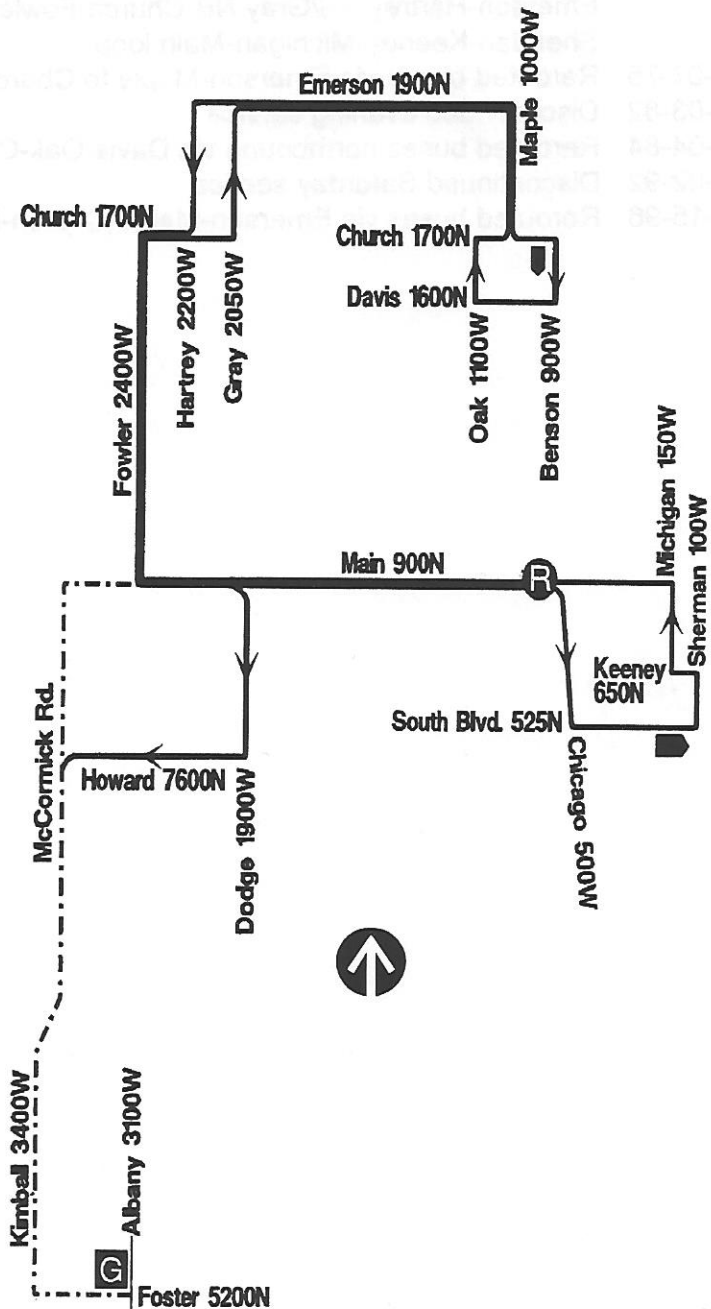 Emerson 1900N
Maple 1000W
Church 1700N
Church 1700N
Davis 1600N
Hartrey 2200W
Gray 2050W
Fowler 2400W
Oak 1100W
Benson 900W
Michigan 150W
Sherman 100W
Main 900N
R
Keeney
650N
South Blvd. 525N
McCormick Rd.
Howard 7600N
Dodge 1900W
Chicago 500W
Kimball 3400W
Albany 3100W
G
Foster 5200N